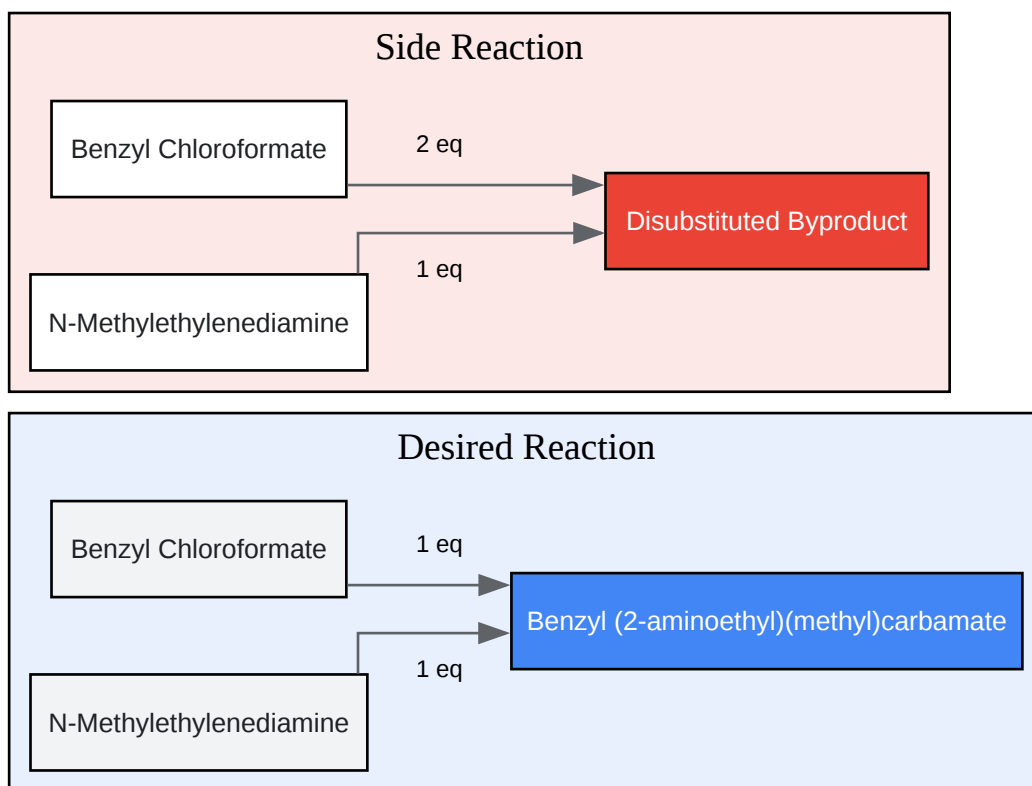 Side Reaction
Benzyl Chloroformate
2 eq
Disubstituted Byproduct
1 eq
N-Methylethylenediamine
Desired Reaction
Benzyl Chloroformate
1 eq
Benzyl (2-aminoethyl)(methyl)carbamate
1 eq
N-Methylethylenediamine